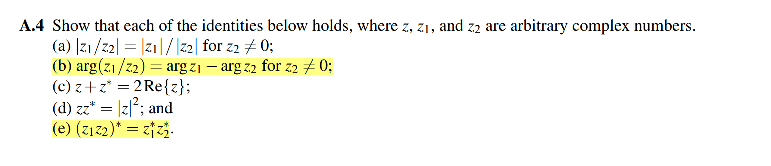 A.4 Show that each of the identities below holds, where z, z₁, and z₂ are arbitrary complex numbers.
(a) |z₁/z₂| = |z₁| / |z₂| for z₂ ≠ 0;
(b) arg(z₁/z₂) = arg z₁ − arg z₂ for z₂ ≠ 0;
(c) z + z* = 2 Re{z};
(d) zz* = |z|²; and
(e) (z₁z₂)* = z₁*z₂*.